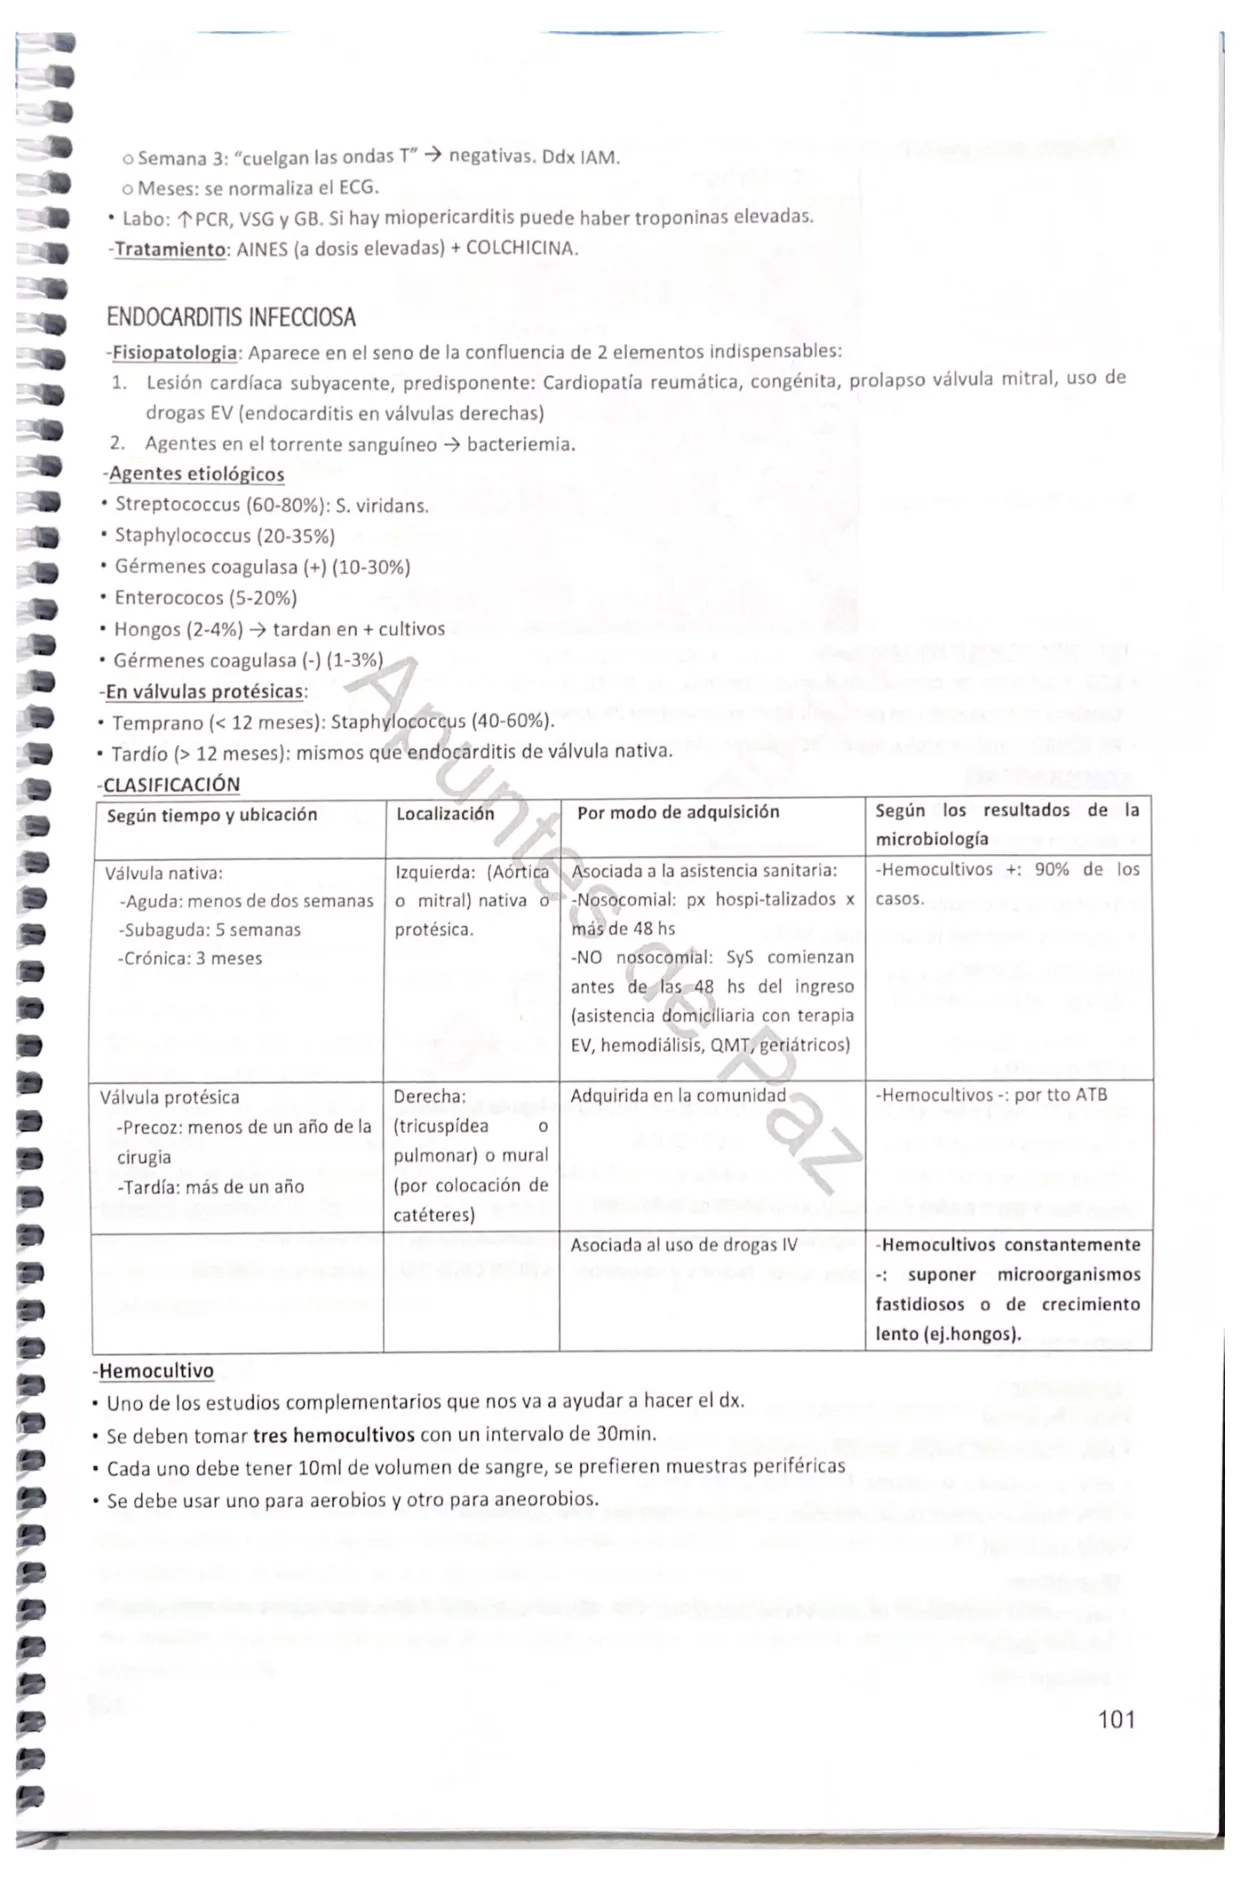 o Semana 3: "cuelgan las ondas T" → negativas. Ddx IAM.
o Meses: se normaliza el ECG.
• Labo: ↑PCR, VSG y GB. Si hay miopericarditis puede haber troponinas elevadas.
-Tratamiento: AINES (a dosis elevadas) + COLCHICINA.
ENDOCARDITIS INFECCIOSA
-Fisiopatología: Aparece en el seno de la confluencia de 2 elementos indispensables:
1. Lesión cardíaca subyacente, predisponente: Cardiopatía reumática, congénita, prolapso válvula mitral, uso de
drogas EV (endocarditis en válvulas derechas)
2. Agentes en el torrente sanguíneo → bacteriemia.
-Agentes etiológicos
• Streptococcus (60-80%): S. viridans.
• Staphylococcus (20-35%)
• Gérmenes coagulasa (+) (10-30%)
• Enterococos (5-20%)
• Hongos (2-4%) → tardan en + cultivos
• Gérmenes coagulasa (-) (1-3%)
-En válvulas protésicas:
• Temprano (< 12 meses): Staphylococcus (40-60%).
• Tardío (> 12 meses): mismos que endocarditis de válvula nativa.
-CLASIFICACIÓN
Según tiempo y ubicación
Localización
Por modo de adquisición
Según los resultados de la
microbiología
Válvula nativa:
-Aguda: menos de dos semanas
-Subaguda: 5 semanas
-Crónica: 3 meses
Izquierda: (Aórtica
o mitral) nativa o
protésica.
Asociada a la asistencia sanitaria:
-Nosocomial: px hospi-talizados x
más de 48 hs
-NO nosocomial: SyS comienzan
antes de las 48 hs del ingreso
(asistencia domiciliaria con terapia
EV, hemodiálisis, QMT, geriátricos)
-Hemocultivos +: 90% de los
casos.
Válvula protésica
-Precoz: menos de un año de la
cirugia
-Tardía: más de un año
Derecha:
(tricuspídea o
pulmonar) o mural
(por colocación de
catéteres)
Adquirida en la comunidad
-Hemocultivos -: por tto ATB
Asociada al uso de drogas IV
-Hemocultivos constantemente
-: suponer microorganismos
fastidiosos o de crecimiento
lento (ej.hongos).
-Hemocultivo
• Uno de los estudios complementarios que nos va a ayudar a hacer el dx.
• Se deben tomar tres hemocultivos con un intervalo de 30min.
• Cada uno debe tener 10ml de volumen de sangre, se prefieren muestras periféricas
• Se debe usar uno para aerobios y otro para aneorobios.
Apuntes de Paz
101